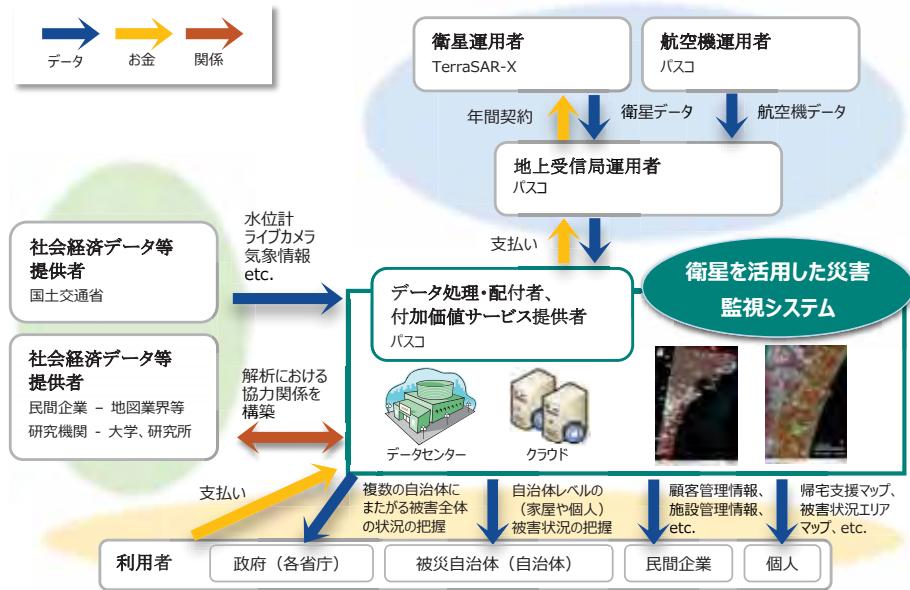 データ
お金
関係
衛星運用者
TerraSAR-X
航空機運用者
パスコ
年間契約
衛星データ
航空機データ
地上受信局運用者
パスコ
支払い
水位計
ライブカメラ
気象情報
etc.
社会経済データ等
提供者
国土交通省
データ処理・配付者、
付加価値サービス提供者
パスコ
衛星を活用した災害
監視システム
社会経済データ等
提供者
民間企業 – 地図業界等
研究機関 - 大学、研究所
解析における
協力関係を
構築
データセンター
クラウド
支払い
複数の自治体に
またがる被害全体
の状況の把握
自治体レベルの
（家屋や個人）
被害状況の把握
顧客管理情報、
施設管理情報、
etc.
帰宅支援マップ、
被害状況エリア
マップ、etc.
利用者
政府（各省庁）
被災自治体（自治体）
民間企業
個人